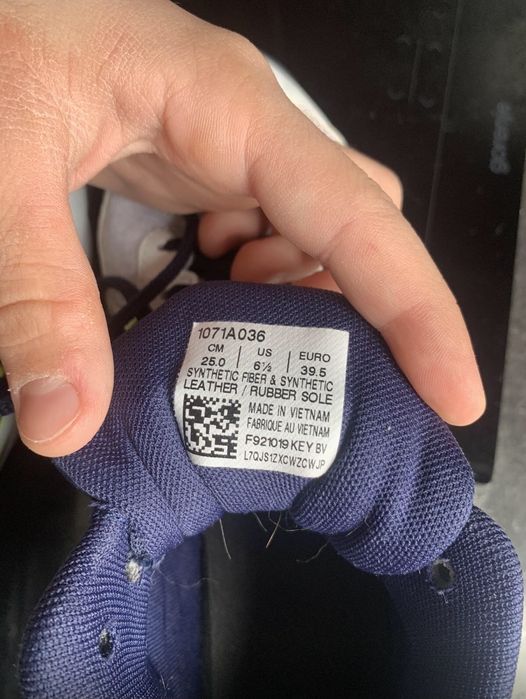 1071A036
CM | US | EURO
25.0 | 6½ | 39.5
SYNTHETIC FIBER & SYNTHETIC
LEATHER / RUBBER SOLE
MADE IN VIETNAM
FABRIQUE AU VIETNAM
F921019 KEY BV
L7QJS1ZXCWZCWJP
gorenje